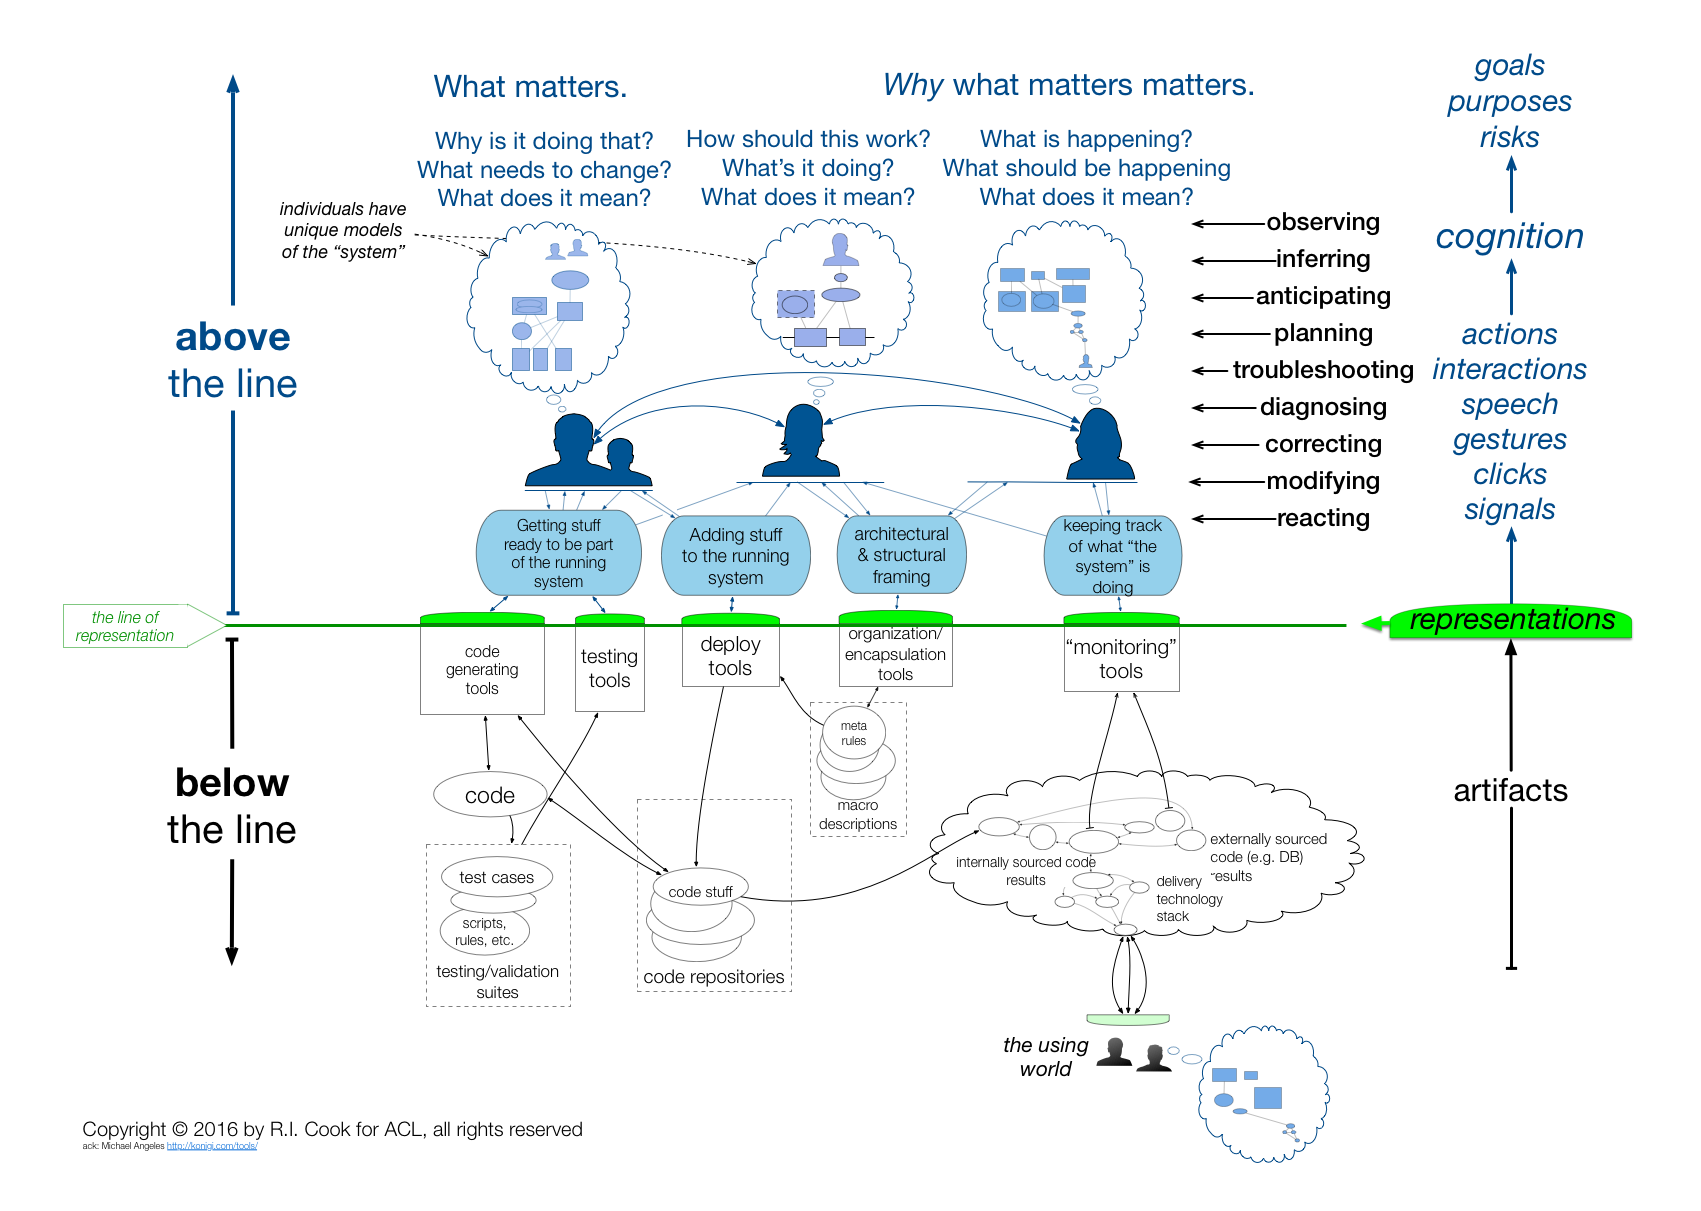 What matters.
Why what matters matters.
Why is it doing that?
What needs to change?
What does it mean?
How should this work?
What's it doing?
What does it mean?
What is happening?
What should be happening
What does it mean?
individuals have
unique models
of the “system”
above
the line
observing
inferring
anticipating
planning
troubleshooting
diagnosing
correcting
modifying
reacting
goals
purposes
risks
cognition
actions
interactions
speech
gestures
clicks
signals
Getting stuff
ready to be part
of the running
system
Adding stuff
to the running
system
architectural
& structural
framing
keeping track
of what “the
system” is
doing
the line of
representation
representations
code
generating
tools
testing
tools
deploy
tools
organization/
encapsulation
tools
“monitoring”
tools
below
the line
artifacts
meta
rules
macro
descriptions
code
test cases
scripts,
rules, etc.
testing/validation
suites
code stuff
code repositories
internally sourced code
results
externally sourced
code (e.g. DB)
results
delivery
technology
stack
the using
world
Copyright © 2016 by R.I. Cook for ACL, all rights reserved
ack: Michael Angeles http://konigi.com/tools/